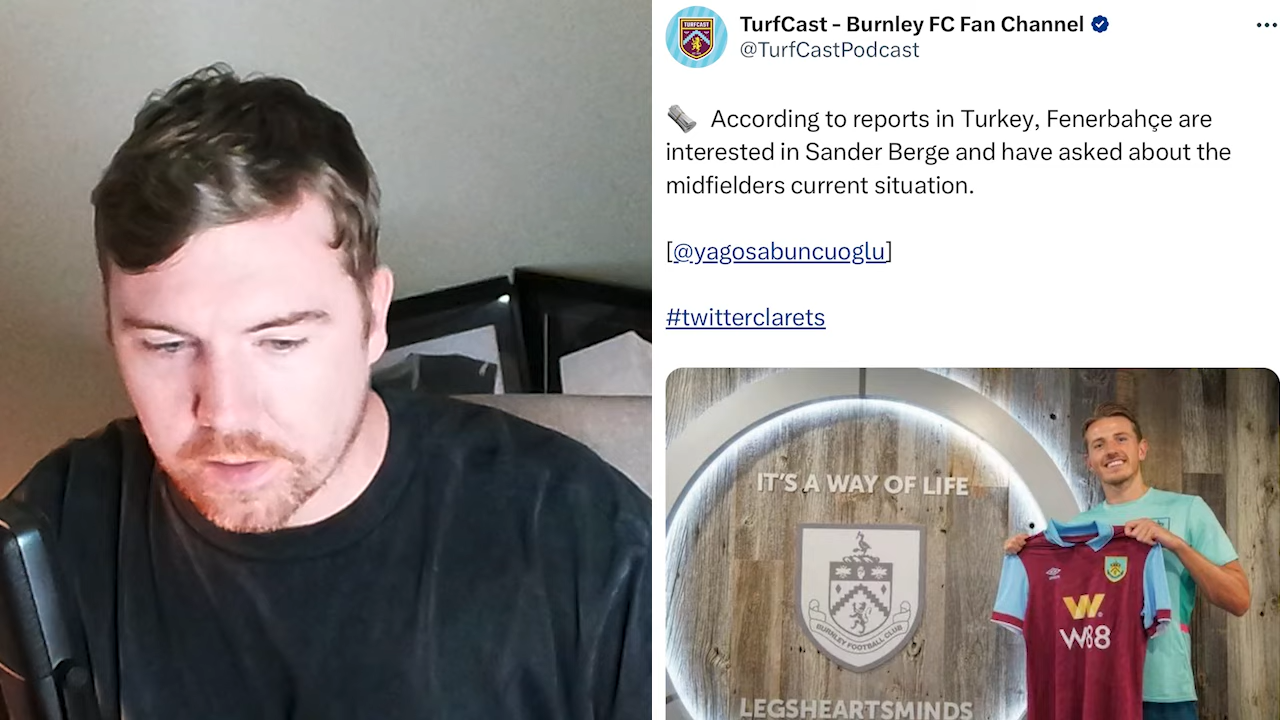 TurfCast - Burnley FC Fan Channel
@TurfCastPodcast
TURFCAST
According to reports in Turkey, Fenerbahçe are
interested in Sander Berge and have asked about the
midfielders current situation.
[@yagosabuncuoglu]
#twitterclarets
IT'S A WAY OF LIFE
BURNLEY FOOTBALL CLUB
W.
W88
LEGSHEARTSMINDS